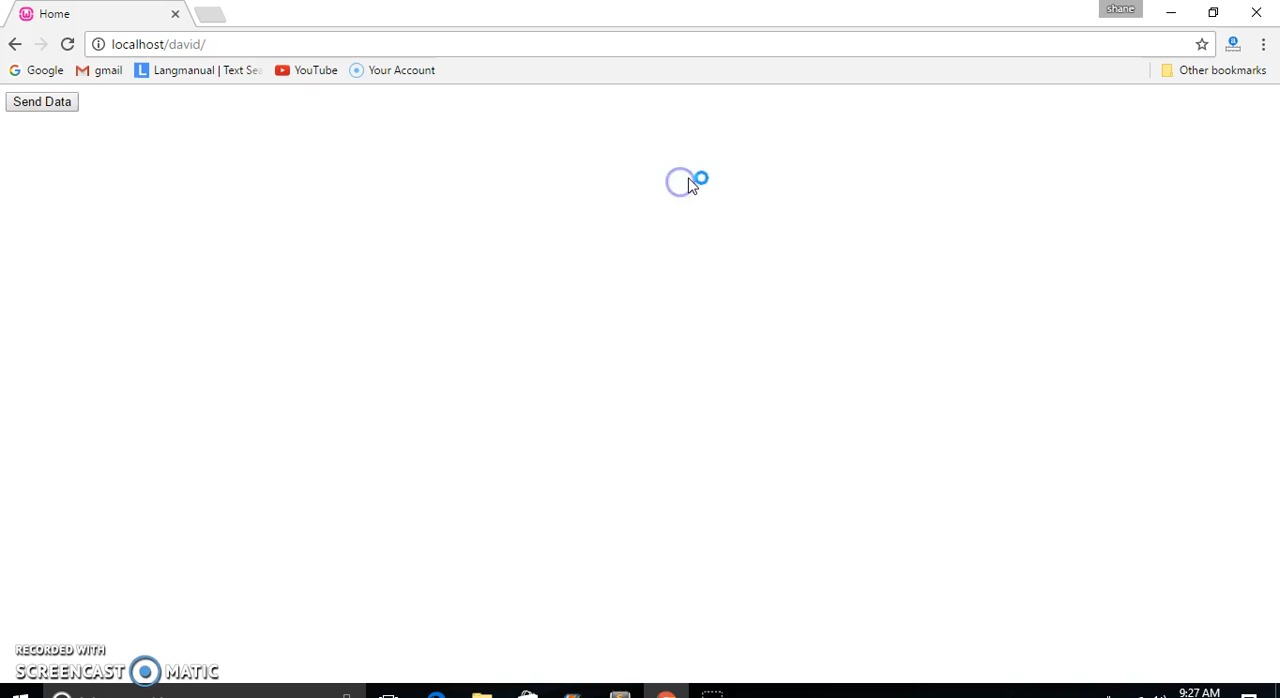 Home
shane
localhost/david/
Google
gmail
Langmanual | Text Sea
YouTube
Your Account
Other bookmarks
Send Data
RECORDED WITH
SCREENCAST MATIC
9:27 AM